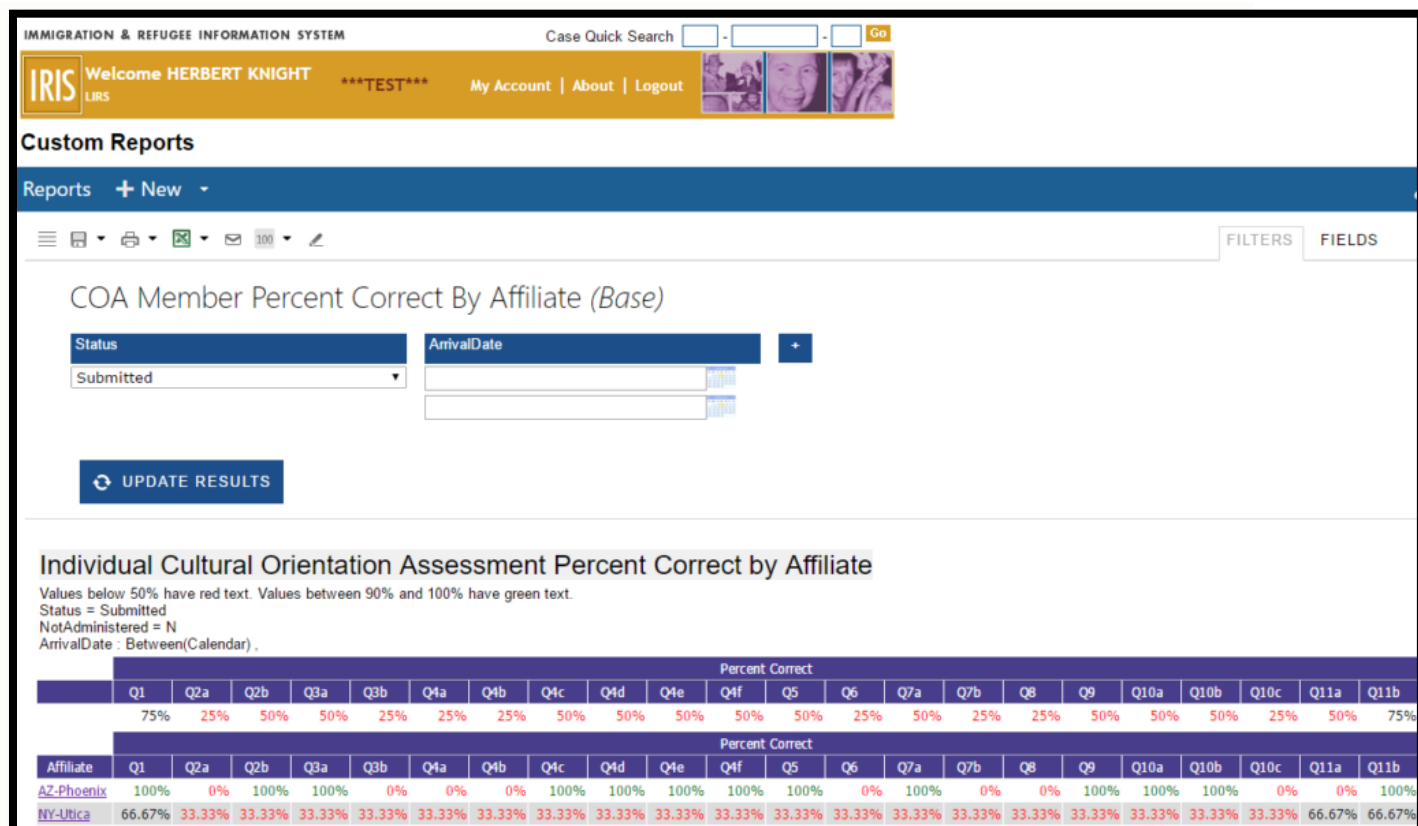 IMMIGRATION & REFUGEE INFORMATION SYSTEM
Case Quick Search - - Go
IRIS Welcome HERBERT KNIGHT
LIRS
***TEST*** My Account | About | Logout
Custom Reports
Reports + New
100
FILTERS FIELDS
COA Member Percent Correct By Affiliate (Base)
Status ArrivalDate +
Submitted
UPDATE RESULTS
Individual Cultural Orientation Assessment Percent Correct by Affiliate
Values below 50% have red text. Values between 90% and 100% have green text.
Status = Submitted
NotAdministered = N
ArrivalDate : Between(Calendar) ,
Percent Correct
Q1 Q2a Q2b Q3a Q3b Q4a Q4b Q4c Q4d Q4e Q4f Q5 Q6 Q7a Q7b Q8 Q9 Q10a Q10b Q10c Q11a Q11b
75% 25% 50% 50% 25% 25% 25% 50% 50% 50% 50% 50% 25% 50% 25% 25% 50% 50% 50% 25% 50% 75%
Percent Correct
Affiliate Q1 Q2a Q2b Q3a Q3b Q4a Q4b Q4c Q4d Q4e Q4f Q5 Q6 Q7a Q7b Q8 Q9 Q10a Q10b Q10c Q11a Q11b
AZ-Phoenix 100% 0% 100% 100% 0% 0% 0% 100% 100% 100% 100% 100% 0% 100% 0% 0% 100% 100% 100% 0% 0% 100%
NY-Utica 66.67% 33.33% 33.33% 33.33% 33.33% 33.33% 33.33% 33.33% 33.33% 33.33% 33.33% 33.33% 33.33% 33.33% 33.33% 33.33% 33.33% 33.33% 33.33% 33.33% 66.67% 66.67%